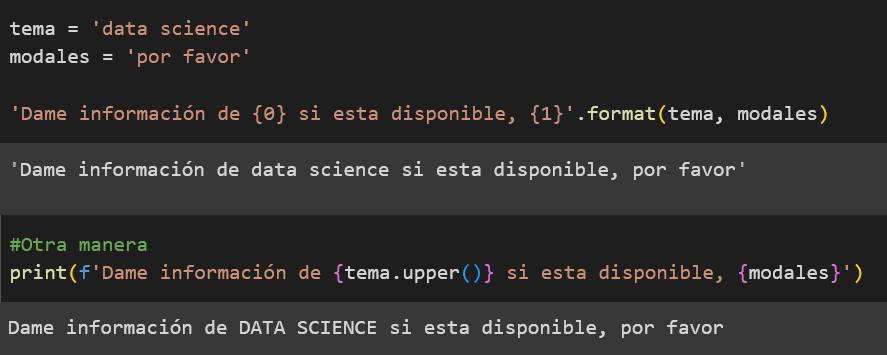 tema = 'data science'
modales = 'por favor'
'Dame información de {0} si esta disponible, {1}'.format(tema, modales)
'Dame información de data science si esta disponible, por favor'
#Otra manera
print(f'Dame información de {tema.upper()} si esta disponible, {modales}')
Dame información de DATA SCIENCE si esta disponible, por favor